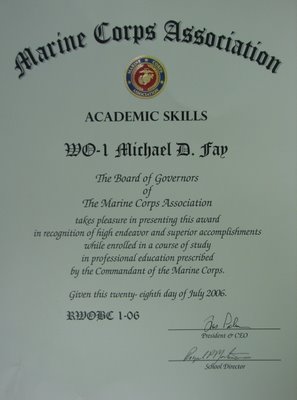 Marine Corps Association
ACADEMIC SKILLS
WO-1 Michael D. Fay
The Board of Governors
of
The Marine Corps Association
takes pleasure in presenting this award
in recognition of high endeavor and superior accomplishments
while enrolled in a course of study
in professional education prescribed
by the Commandant of the Marine Corps.
Given this twenty-eighth day of July 2006.
RWOBC 1-06
President & CEO
School Director